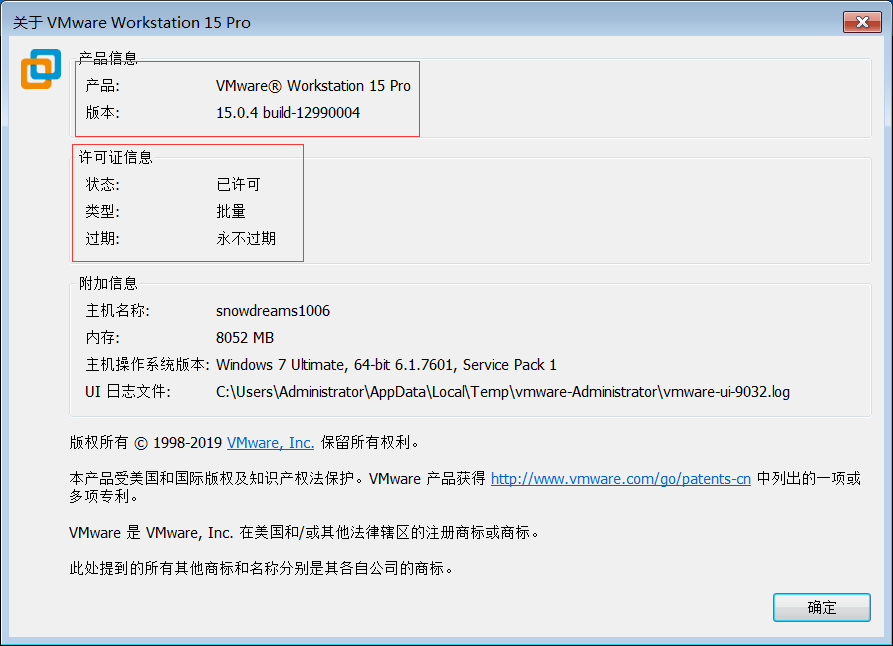 关于 VMware Workstation 15 Pro
产品信息
产品: VMware® Workstation 15 Pro
版本: 15.0.4 build-12990004
许可证信息
状态: 已许可
类型: 批量
过期: 永不过期
附加信息
主机名称: snowdreams1006
内存: 8052 MB
主机操作系统版本: Windows 7 Ultimate, 64-bit 6.1.7601, Service Pack 1
UI 日志文件: C:\Users\Administrator\AppData\Local\Temp\vmware-Administrator\vmware-ui-9032.log
版权所有 © 1998-2019 VMware, Inc. 保留所有权利。
本产品受美国和国际版权及知识产权法保护。VMware 产品获得 http://www.vmware.com/go/patents-cn 中列出的一项或
多项专利。
VMware 是 VMware, Inc. 在美国和/或其他法律辖区的注册商标或商标。
此处提到的所有其他商标和名称分别是其各自公司的商标。
确定